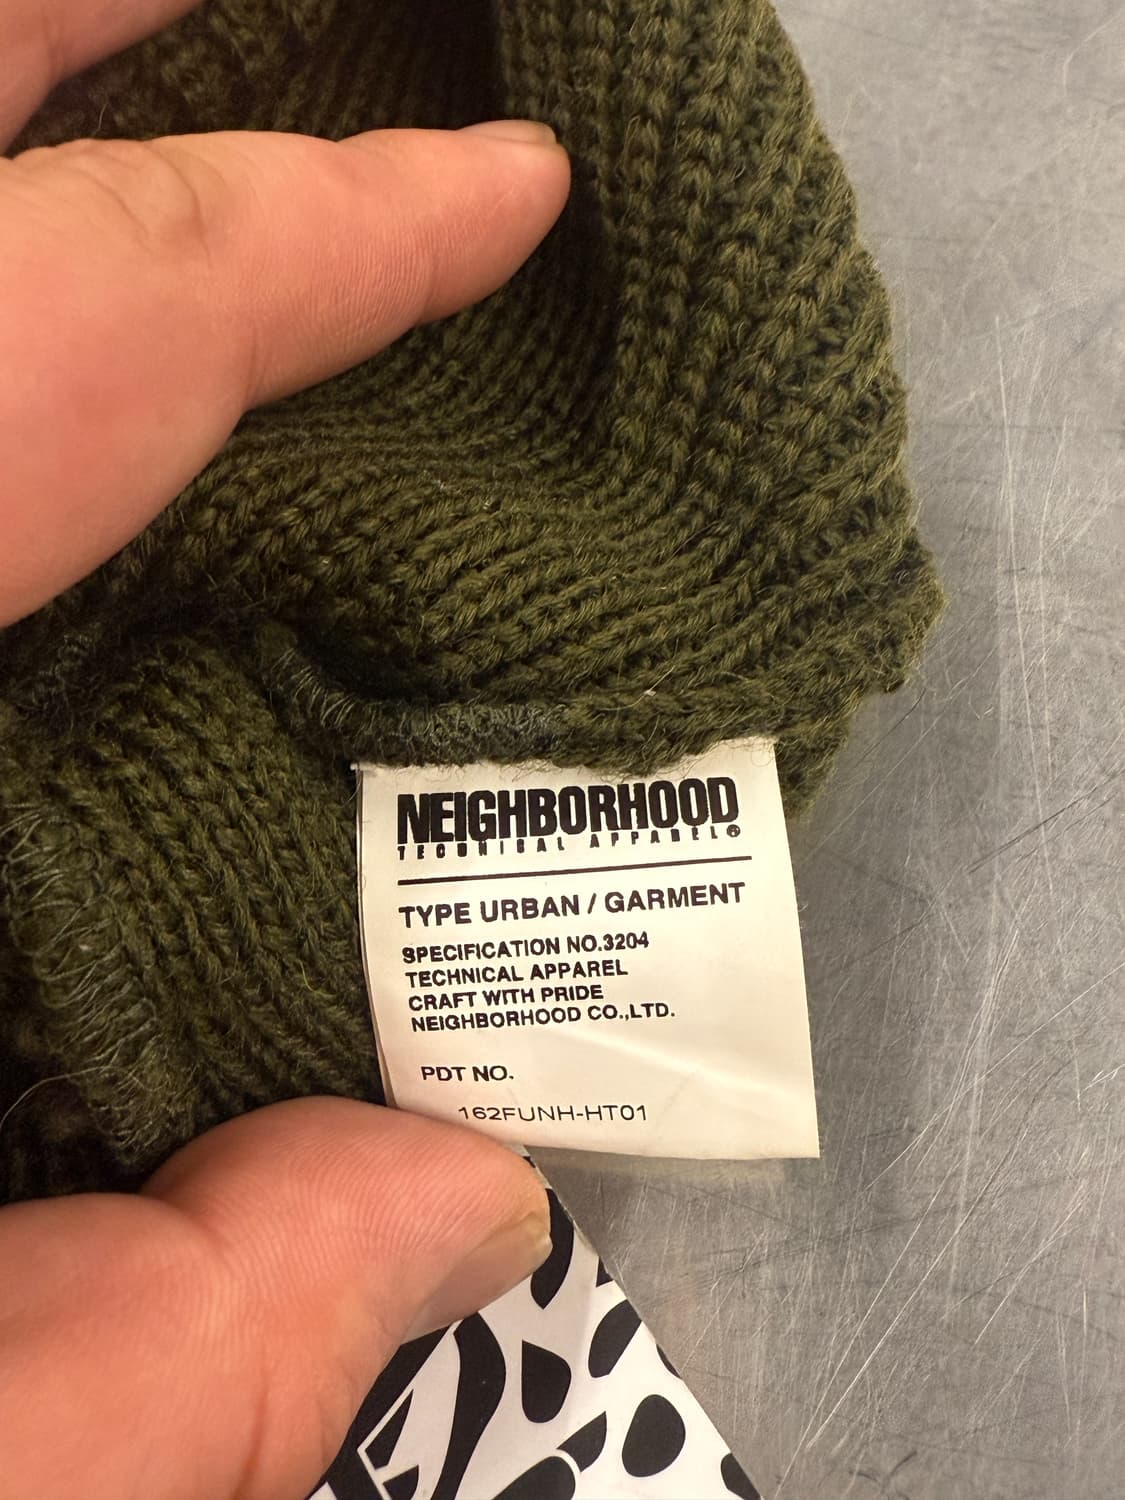 NEIGHBORHOOD
TECHNICAL APPAREL®
TYPE URBAN / GARMENT
SPECIFICATION NO.3204
TECHNICAL APPAREL
CRAFT WITH PRIDE
NEIGHBORHOOD CO.,LTD.
PDT NO.
162FUNH-HT01